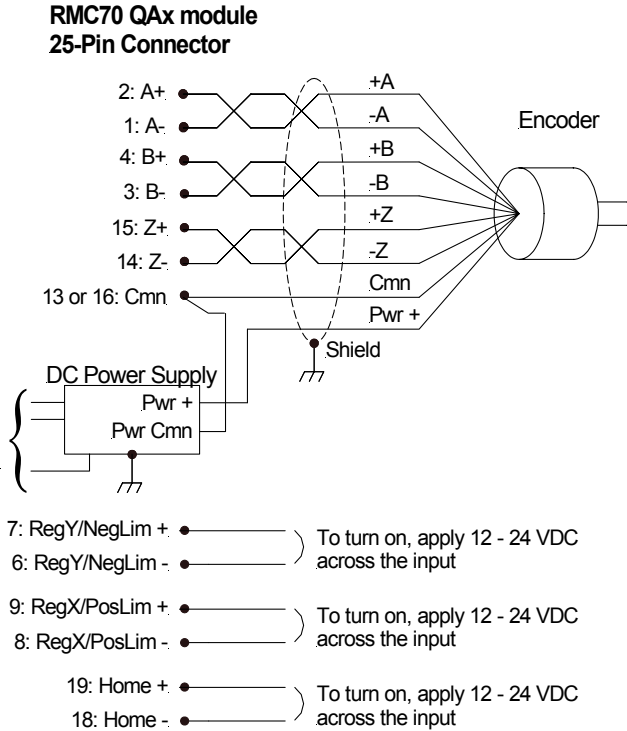 RMC70 QAx module
25-Pin Connector
2: A+
+A
1: A-
-A
Encoder
4: B+
+B
3: B-
-B
15: Z+
+Z
14: Z-
-Z
13 or 16: Cmn
Cmn
Pwr +
Shield
DC Power Supply
Pwr +
Pwr Cmn
7: RegY/NegLim +
6: RegY/NegLim -
To turn on, apply 12 - 24 VDC
across the input
9: RegX/PosLim +
8: RegX/PosLim -
To turn on, apply 12 - 24 VDC
across the input
19: Home +
18: Home -
To turn on, apply 12 - 24 VDC
across the input